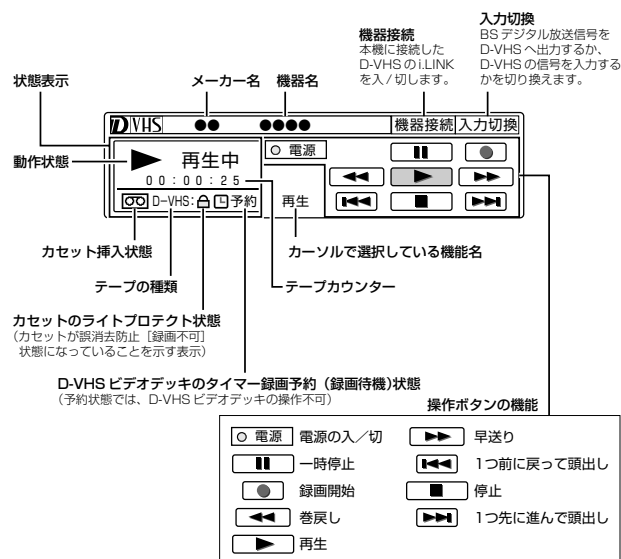 機器接続
本機に接続した
D-VHSのi.LINK
を入/切します。
入力切換
BSデジタル放送信号を
D-VHSへ出力するか、
D-VHSの信号を入力する
かを切り換えます。
状態表示
メーカー名
機器名
D VHS ●● ●●●● 機器接続 入力切換
動作状態
再生中
00:00:25
D-VHS: 予約
電源
再生
カセット挿入状態
カーソルで選択している機能名
テープの種類
テープカウンター
カセットのライトプロテクト状態
(カセットが誤消去防止[録画不可]
状態になっていることを示す表示)
D-VHSビデオデッキのタイマー録画予約(録画待機)状態
(予約状態では、D-VHSビデオデッキの操作不可)
操作ボタンの機能
電源 電源の入/切
早送り
一時停止
1つ前に戻って頭出し
録画開始
停止
巻戻し
1つ先に進んで頭出し
再生